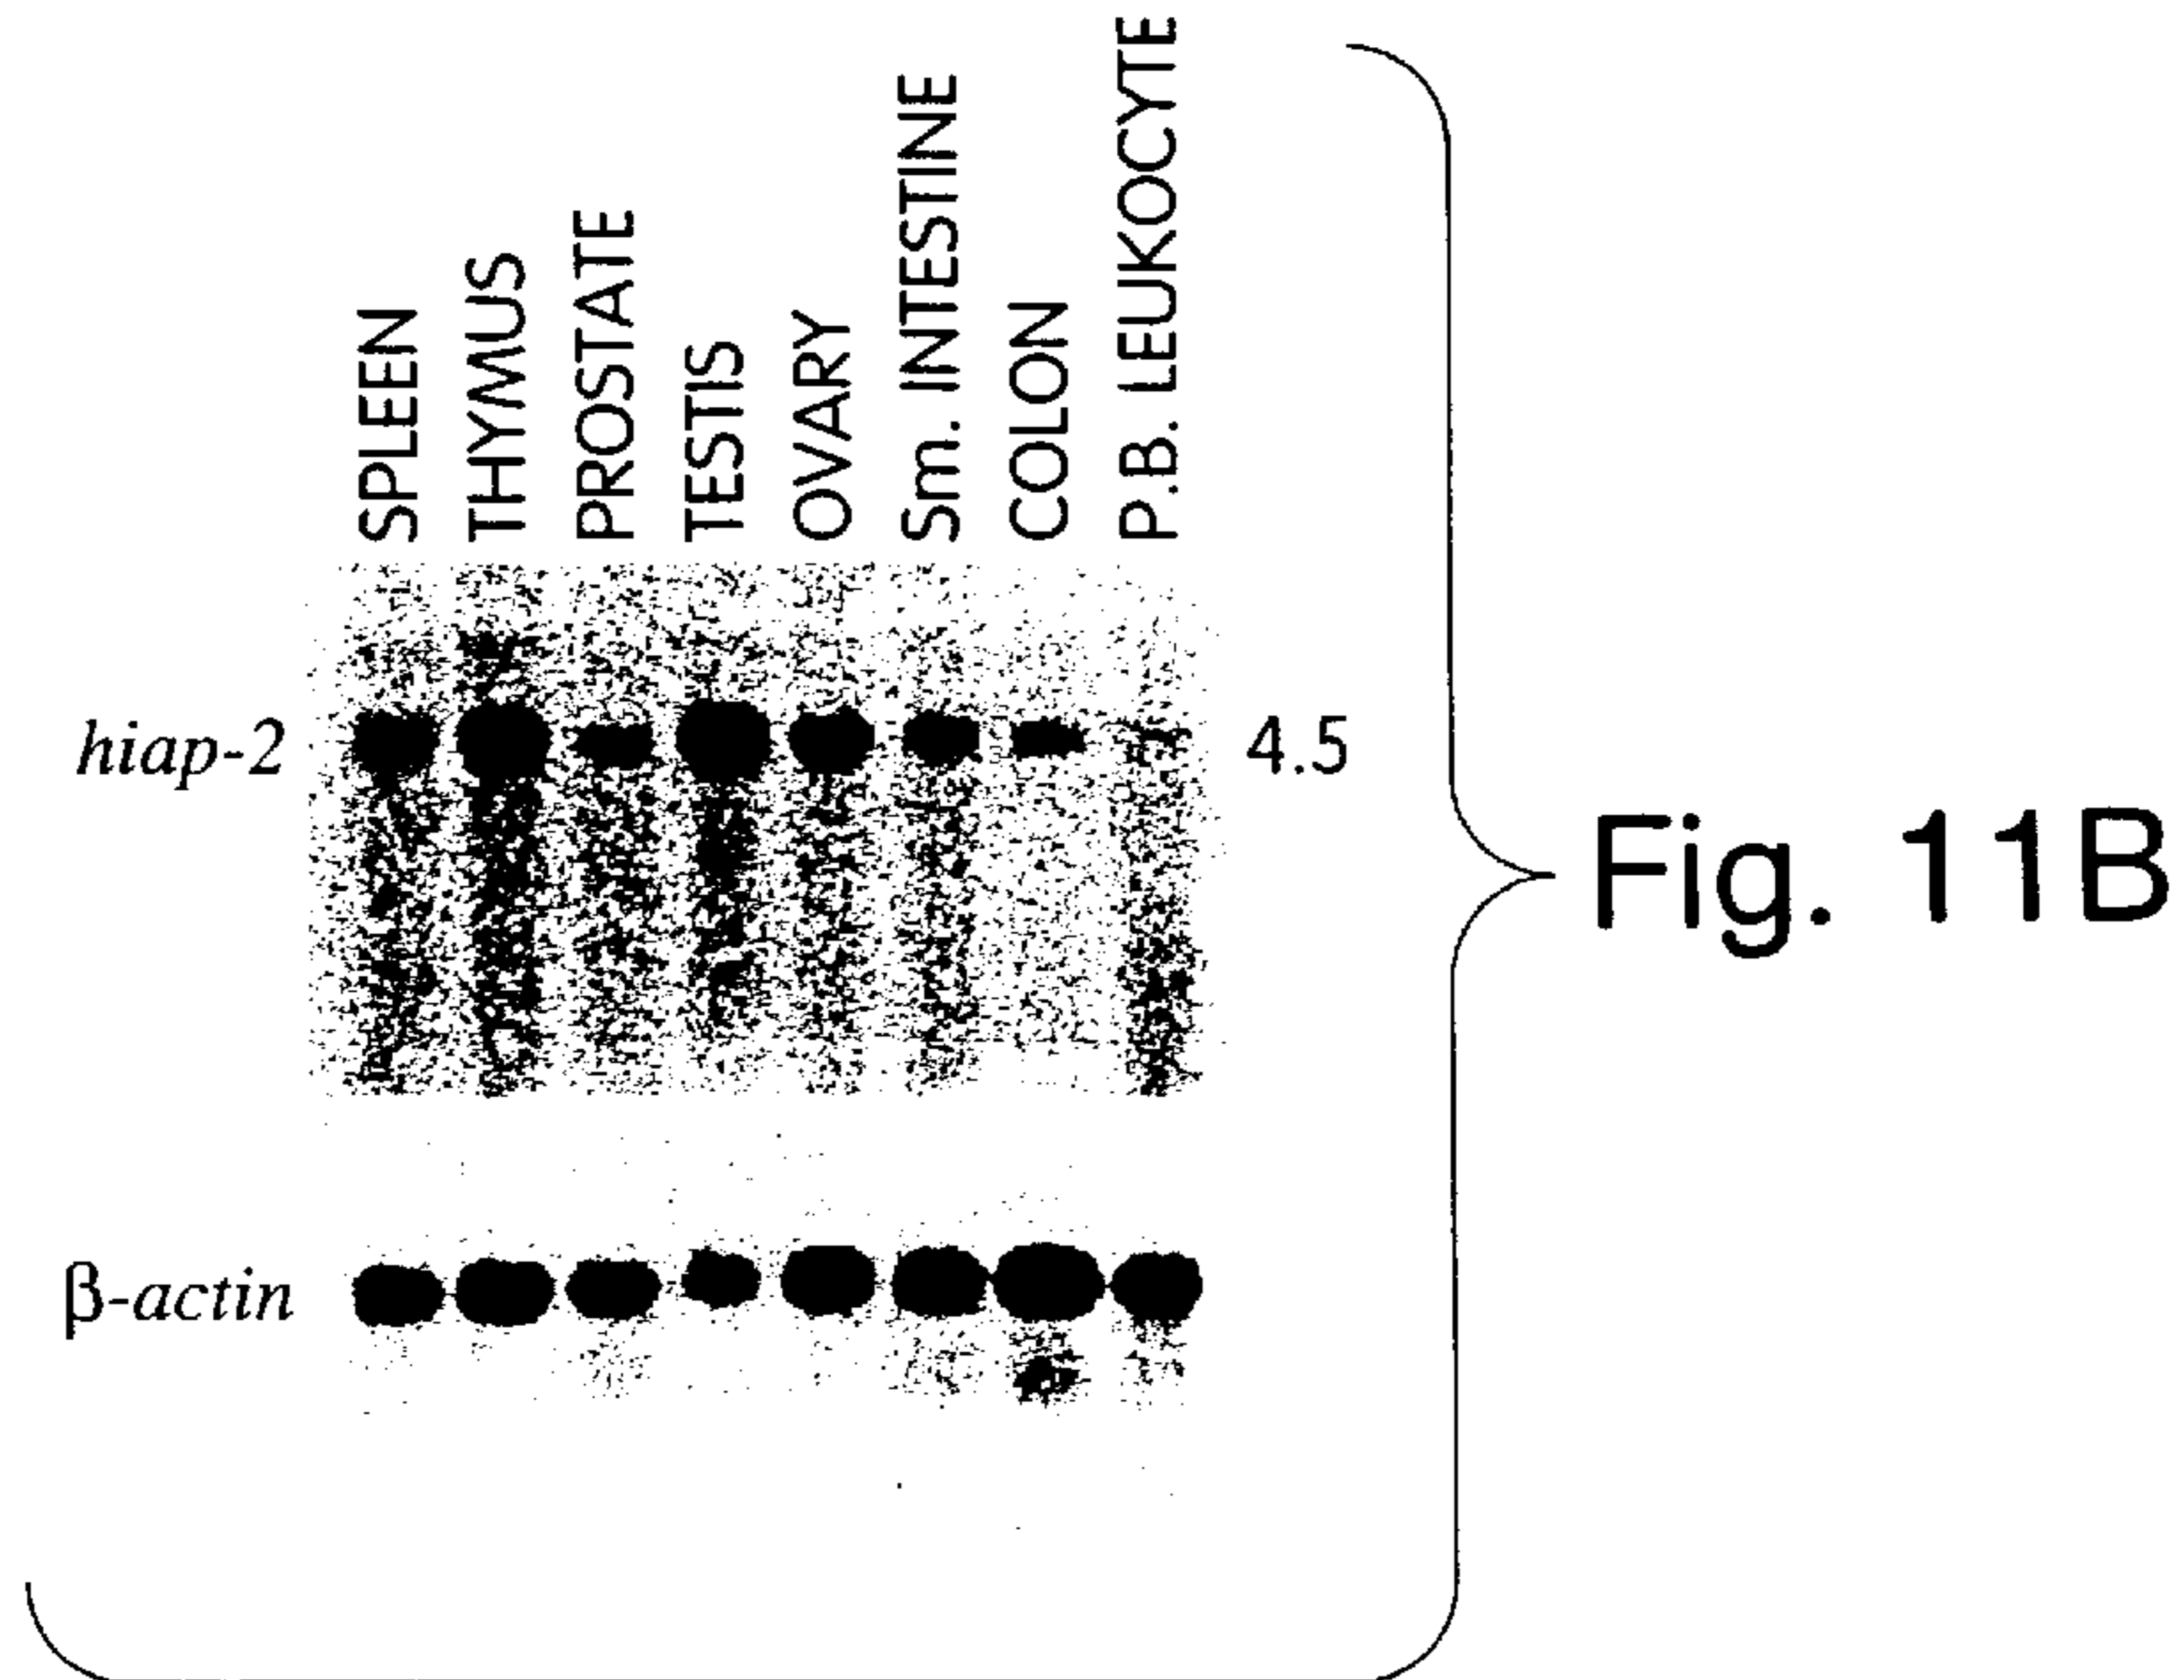 SPLEEN
THYMUS
PROSTATE
TESTIS
OVARY
Sm. INTESTINE
COLON
P.B. LEUKOCYTE
hiap-2
4.5
Fig. 11B
β-actin